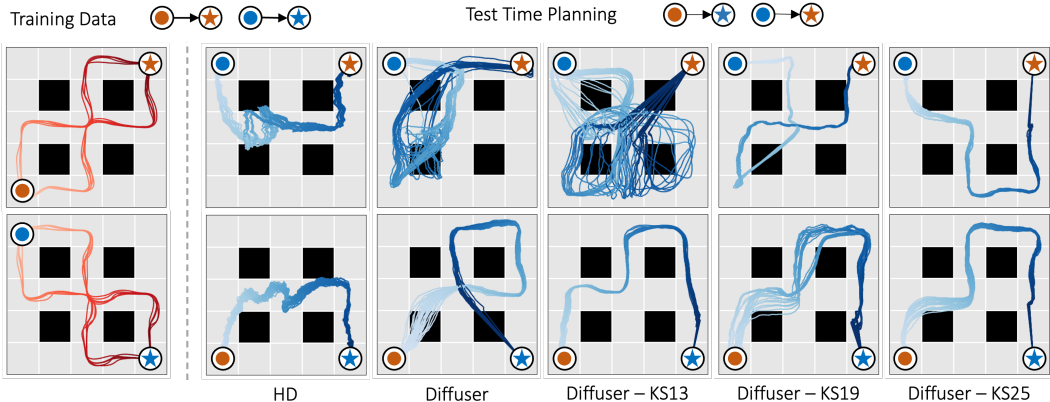 Training Data
Test Time Planning
HD
Diffuser
Diffuser – KS13
Diffuser – KS19
Diffuser – KS25